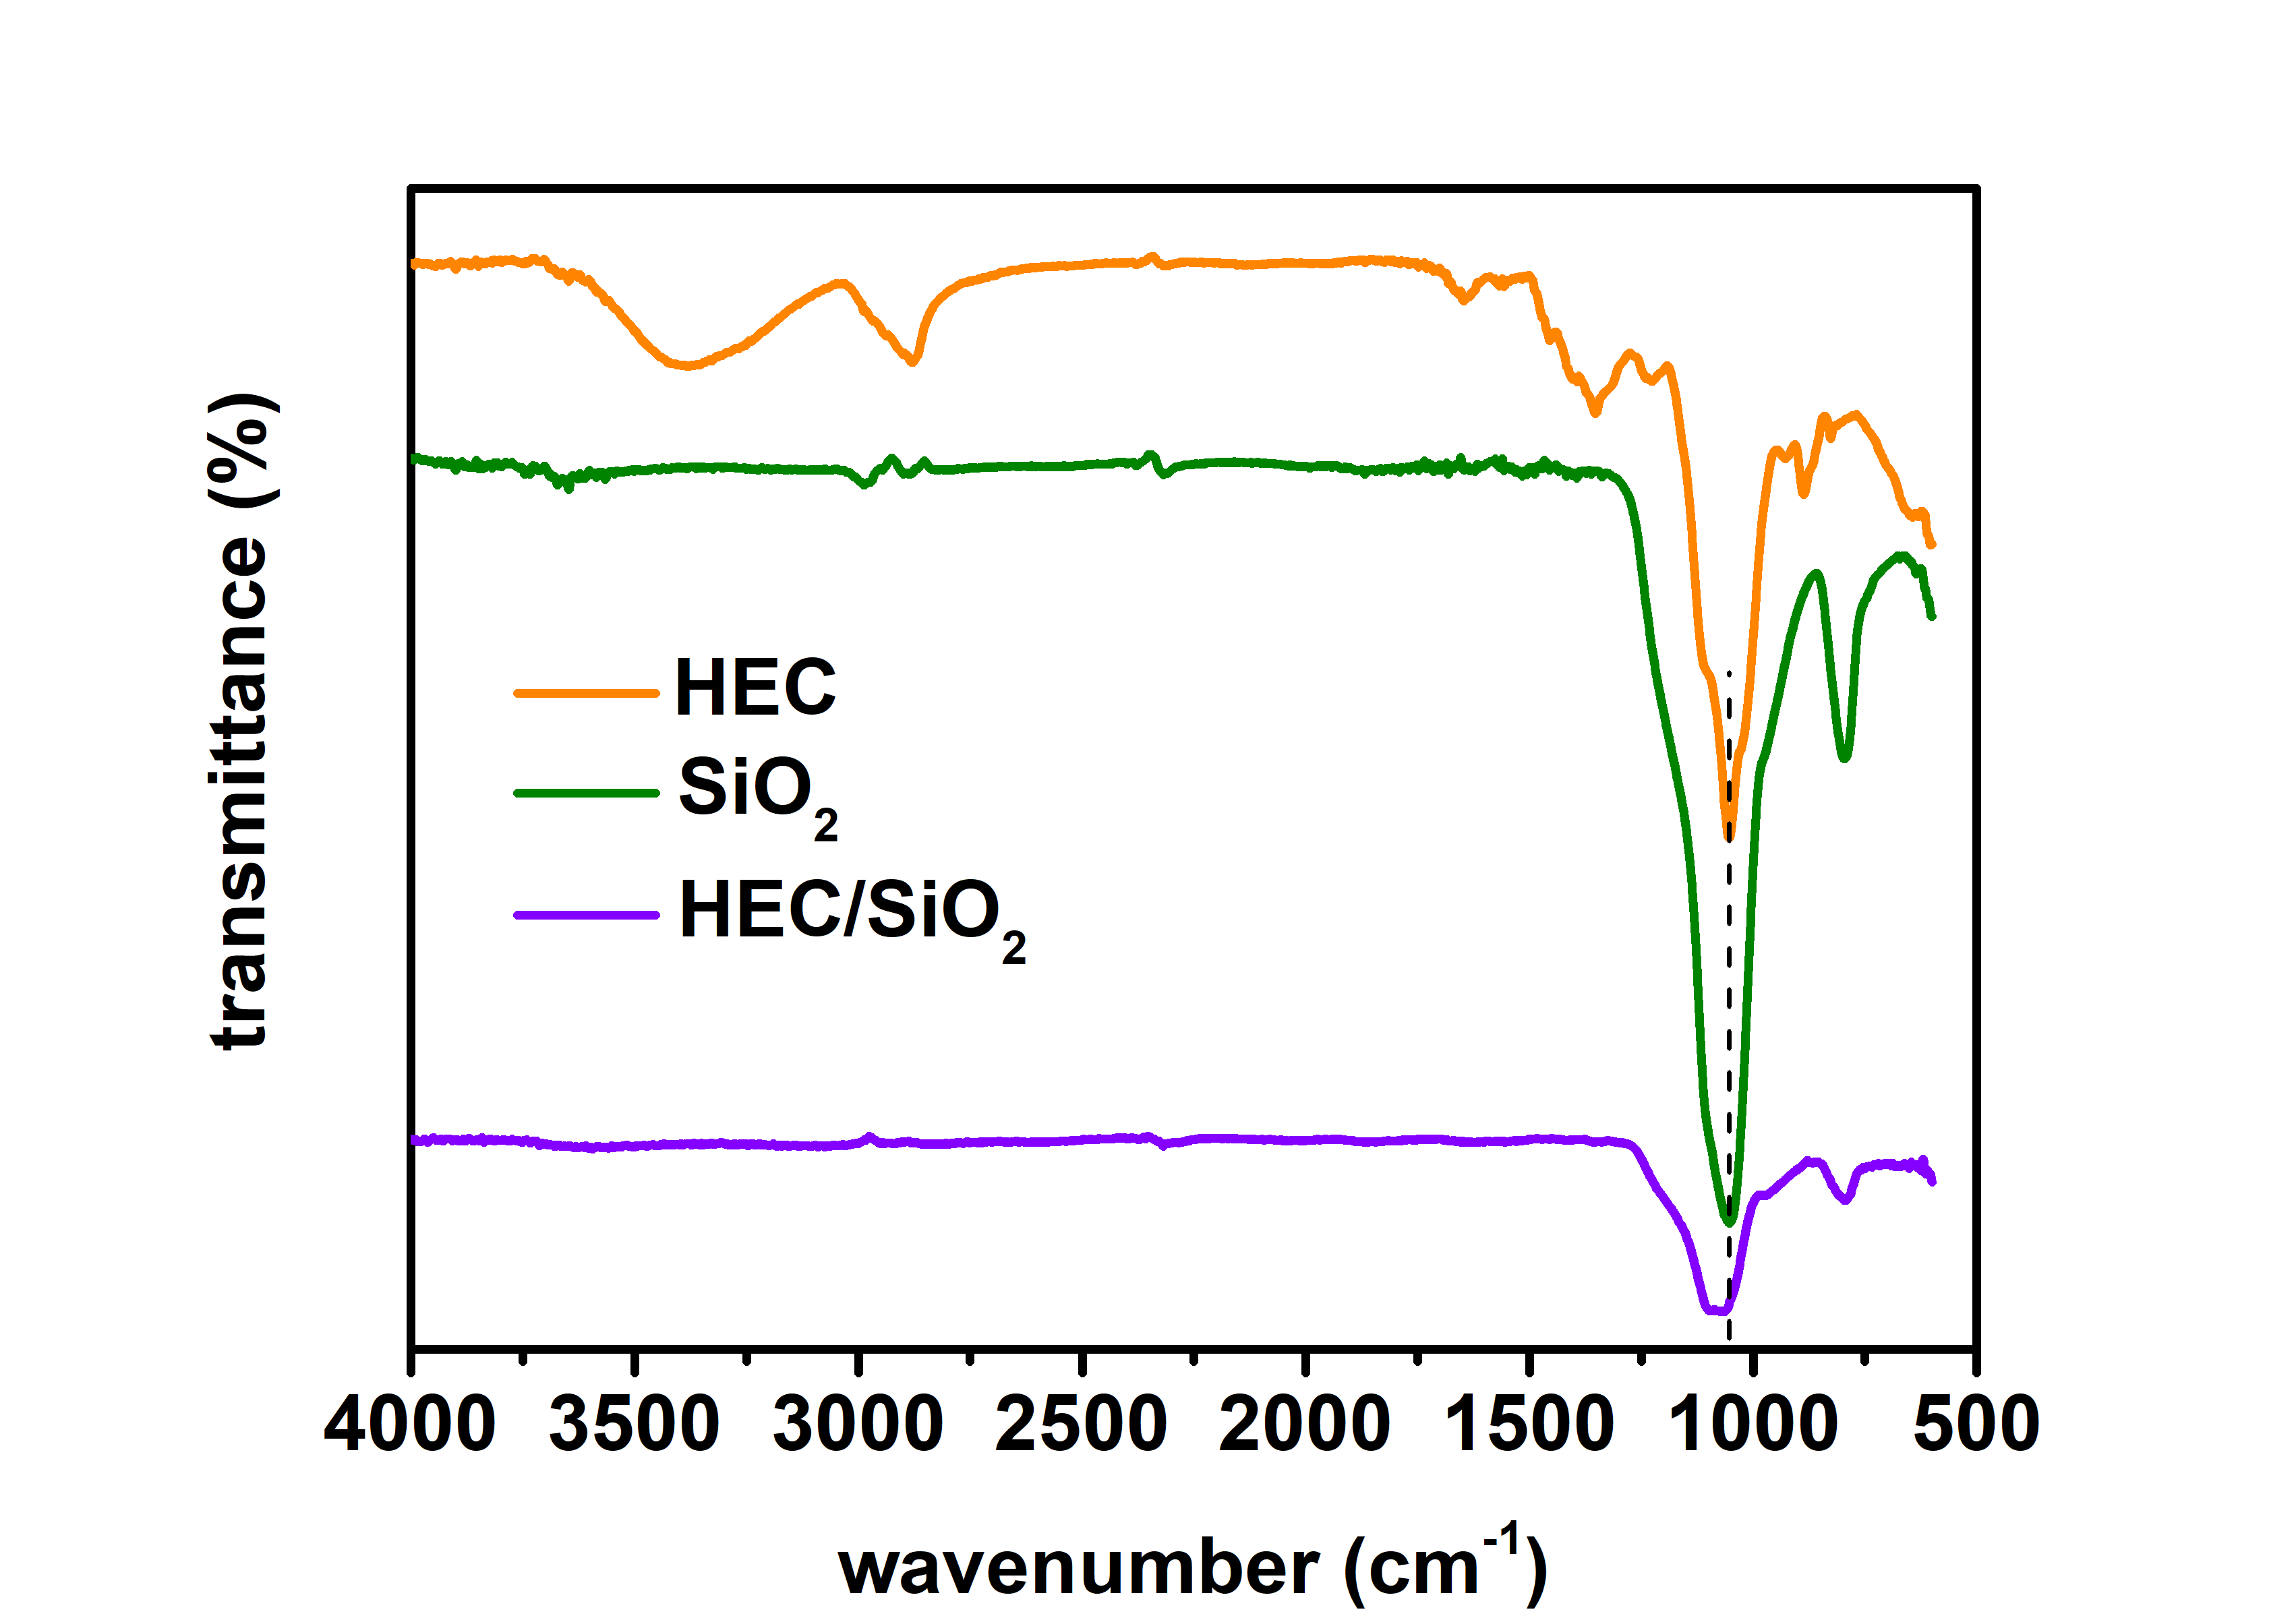 transmittance (%)
HEC
SiO₂
HEC/SiO₂
4000 3500 3000 2500 2000 1500 1000 500
wavenumber (cm⁻¹)